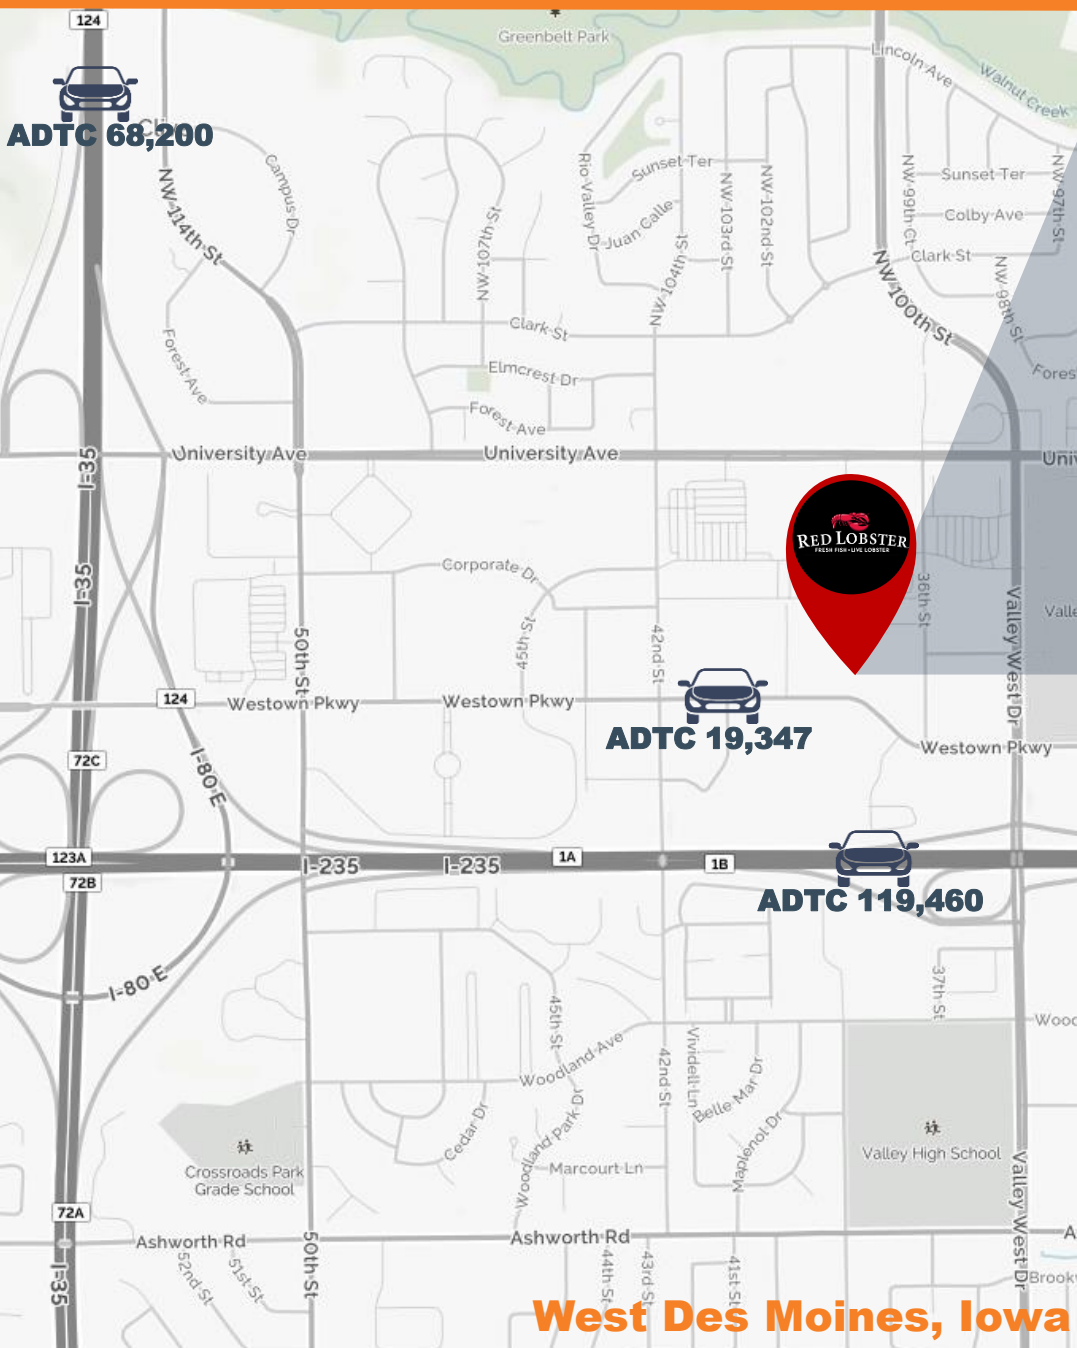 124
Greenbelt Park
Lincoln Ave
Walnut Creek
ADTC 68,200
Campus Dr
NW 114th St
Rio Valley Dr
Sunset Ter
Juan Calle
NW 107th St
NW 104th St
NW 103rd St
NW 102nd St
NW 99th Ct
Sunset Ter
NW 97th St
Colby Ave
Clark St
NW 98th St
NW 100th St
Clark St
Forest Ave
Elmcrest Dr
Forest Ave
Fores
I-35
University Ave
University Ave
Univ
RED LOBSTER
FRESH FISH • LIVE LOBSTER
I-35
Corporate Dr
36th St
Valley West Dr
Valle
50th St
45th St
42nd St
124
Westown Pkwy
Westown Pkwy
ADTC 19,347
Westown Pkwy
72C
I-80 E
123A
I-235
I-235
1A
1B
72B
ADTC 119,460
I-80 E
37th St
45th St
Wood
Woodland Ave
42nd St
Vividell Ln
Belle Mar Dr
Cedar Dr
Woodland Park Dr
Maplenol Dr
Marcourt Ln
Crossroads Park
Grade School
Valley High School
Valley West Dr
72A
Ashworth Rd
Ashworth Rd
A
I-35
52nd St
51st St
50th St
44th St
43rd St
41st St
Brookv
West Des Moines, Iowa